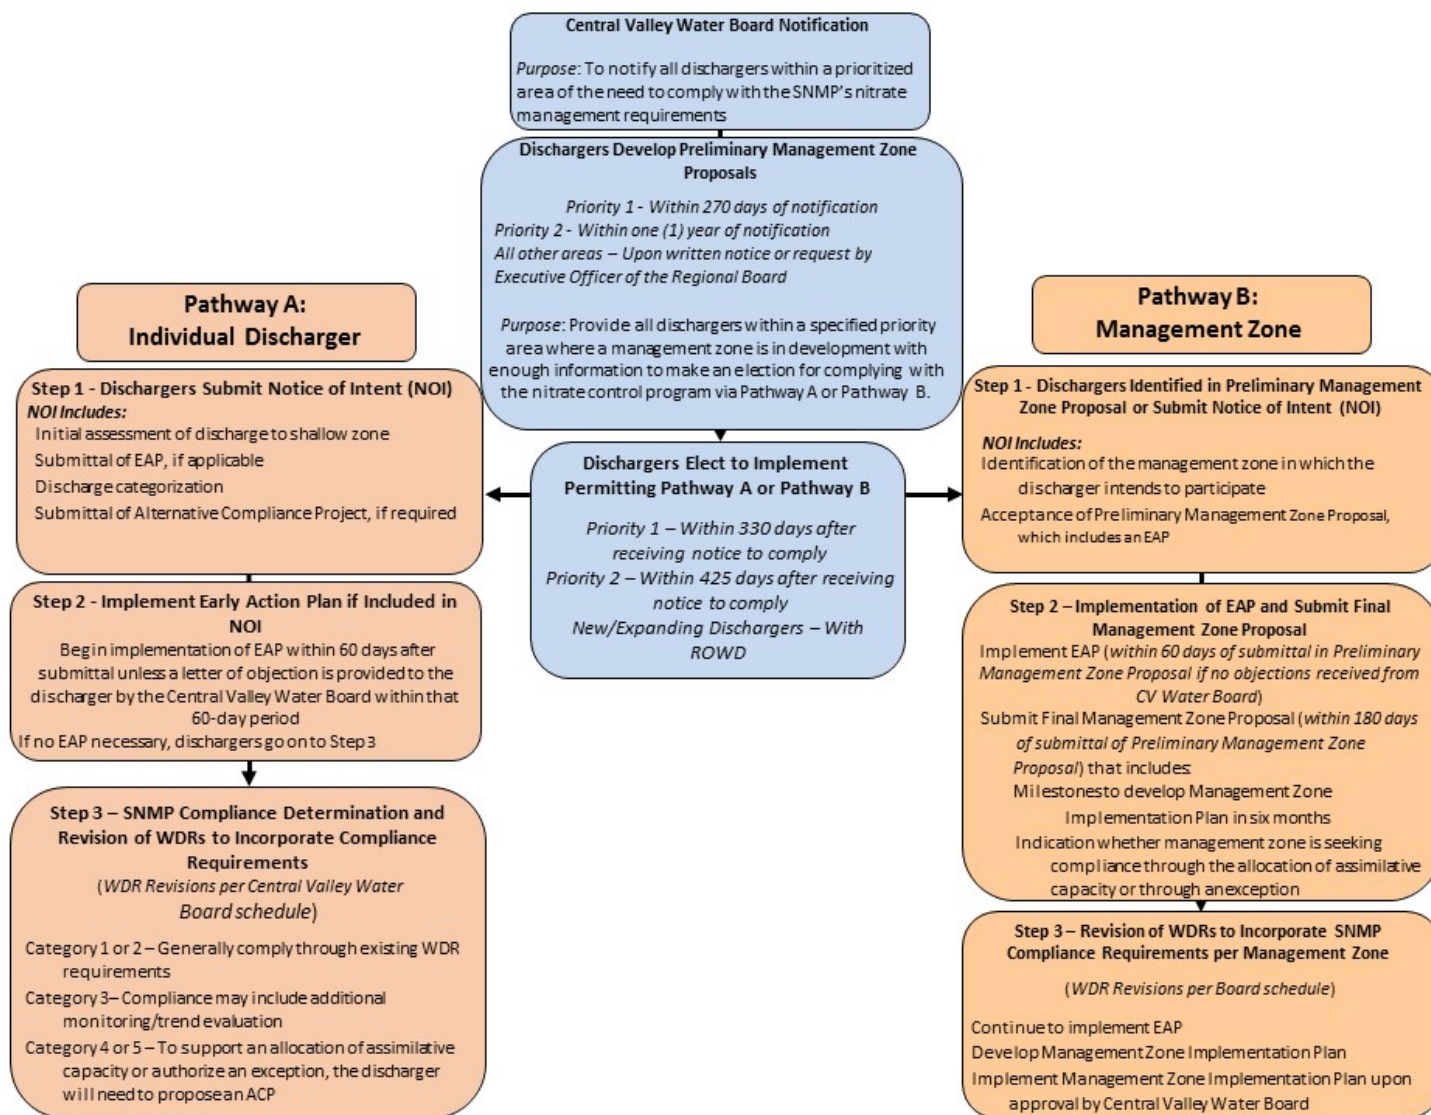 Central Valley Water Board Notification
Purpose: To notify all dischargers within a prioritized
area of the need to comply with the SNMP's nitrate
management requirements
Dischargers Develop Preliminary Management Zone
Proposals
Priority 1 - Within 270 days of notification
Priority 2 - Within one (1) year of notification
All other areas – Upon written notice or request by
Executive Officer of the Regional Board
Purpose: Provide all dischargers within a specified priority
area where a management zone is in development with
enough information to make an election for complying with
the nitrate control program via Pathway A or Pathway B.
Dischargers Elect to Implement
Permitting Pathway A or Pathway B
Priority 1 – Within 330 days after
receiving notice to comply
Priority 2 – Within 425 days after receiving
notice to comply
New/Expanding Dischargers – With
ROWD
Pathway A:
Individual Discharger
Step 1 - Dischargers Submit Notice of Intent (NOI)
NOI Includes:
Initial assessment of discharge to shallow zone
Submittal of EAP, if applicable
Discharge categorization
Submittal of Alternative Compliance Project, if required
Step 2 - Implement Early Action Plan if Included in
NOI
Begin implementation of EAP within 60 days after
submittal unless a letter of objection is provided to the
discharger by the Central Valley Water Board within that
60-day period
If no EAP necessary, dischargers go on to Step 3
Step 3 – SNMP Compliance Determination and
Revision of WDRs to Incorporate Compliance
Requirements
(WDR Revisions per Central Valley Water
Board schedule)
Category 1 or 2 – Generally comply through existing WDR
requirements
Category 3– Compliance may include additional
monitoring/trend evaluation
Category 4 or 5 – To support an allocation of assimilative
capacity or authorize an exception, the discharger
will need to propose an ACP
Pathway B:
Management Zone
Step 1 - Dischargers Identified in Preliminary Management
Zone Proposal or Submit Notice of Intent (NOI)
NOI Includes:
Identification of the management zone in which the
discharger intends to participate
Acceptance of Preliminary Management Zone Proposal,
which includes an EAP
Step 2 – Implementation of EAP and Submit Final
Management Zone Proposal
Implement EAP (within 60 days of submittal in Preliminary
Management Zone Proposal if no objections received from
CV Water Board)
Submit Final Management Zone Proposal (within 180 days
of submittal of Preliminary Management Zone
Proposal) that includes:
Milestones to develop Management Zone
Implementation Plan in six months
Indication whether management zone is seeking
compliance through the allocation of assimilative
capacity or through an exception
Step 3 – Revision of WDRs to Incorporate SNMP
Compliance Requirements per Management Zone
(WDR Revisions per Board schedule)
Continue to implement EAP
Develop Management Zone Implementation Plan
Implement Management Zone Implementation Plan upon
approval by Central Valley Water Board